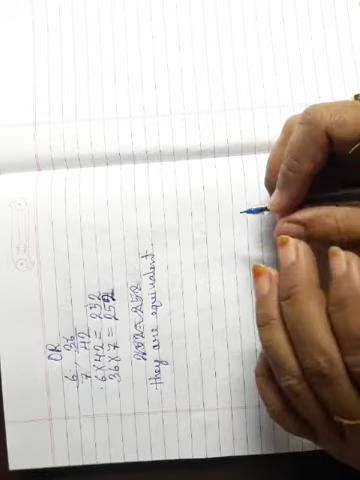 OR
6/7, 36/42
6 x 42 = 252
36 x 7 = 252
252 = 252
they are equivalent.